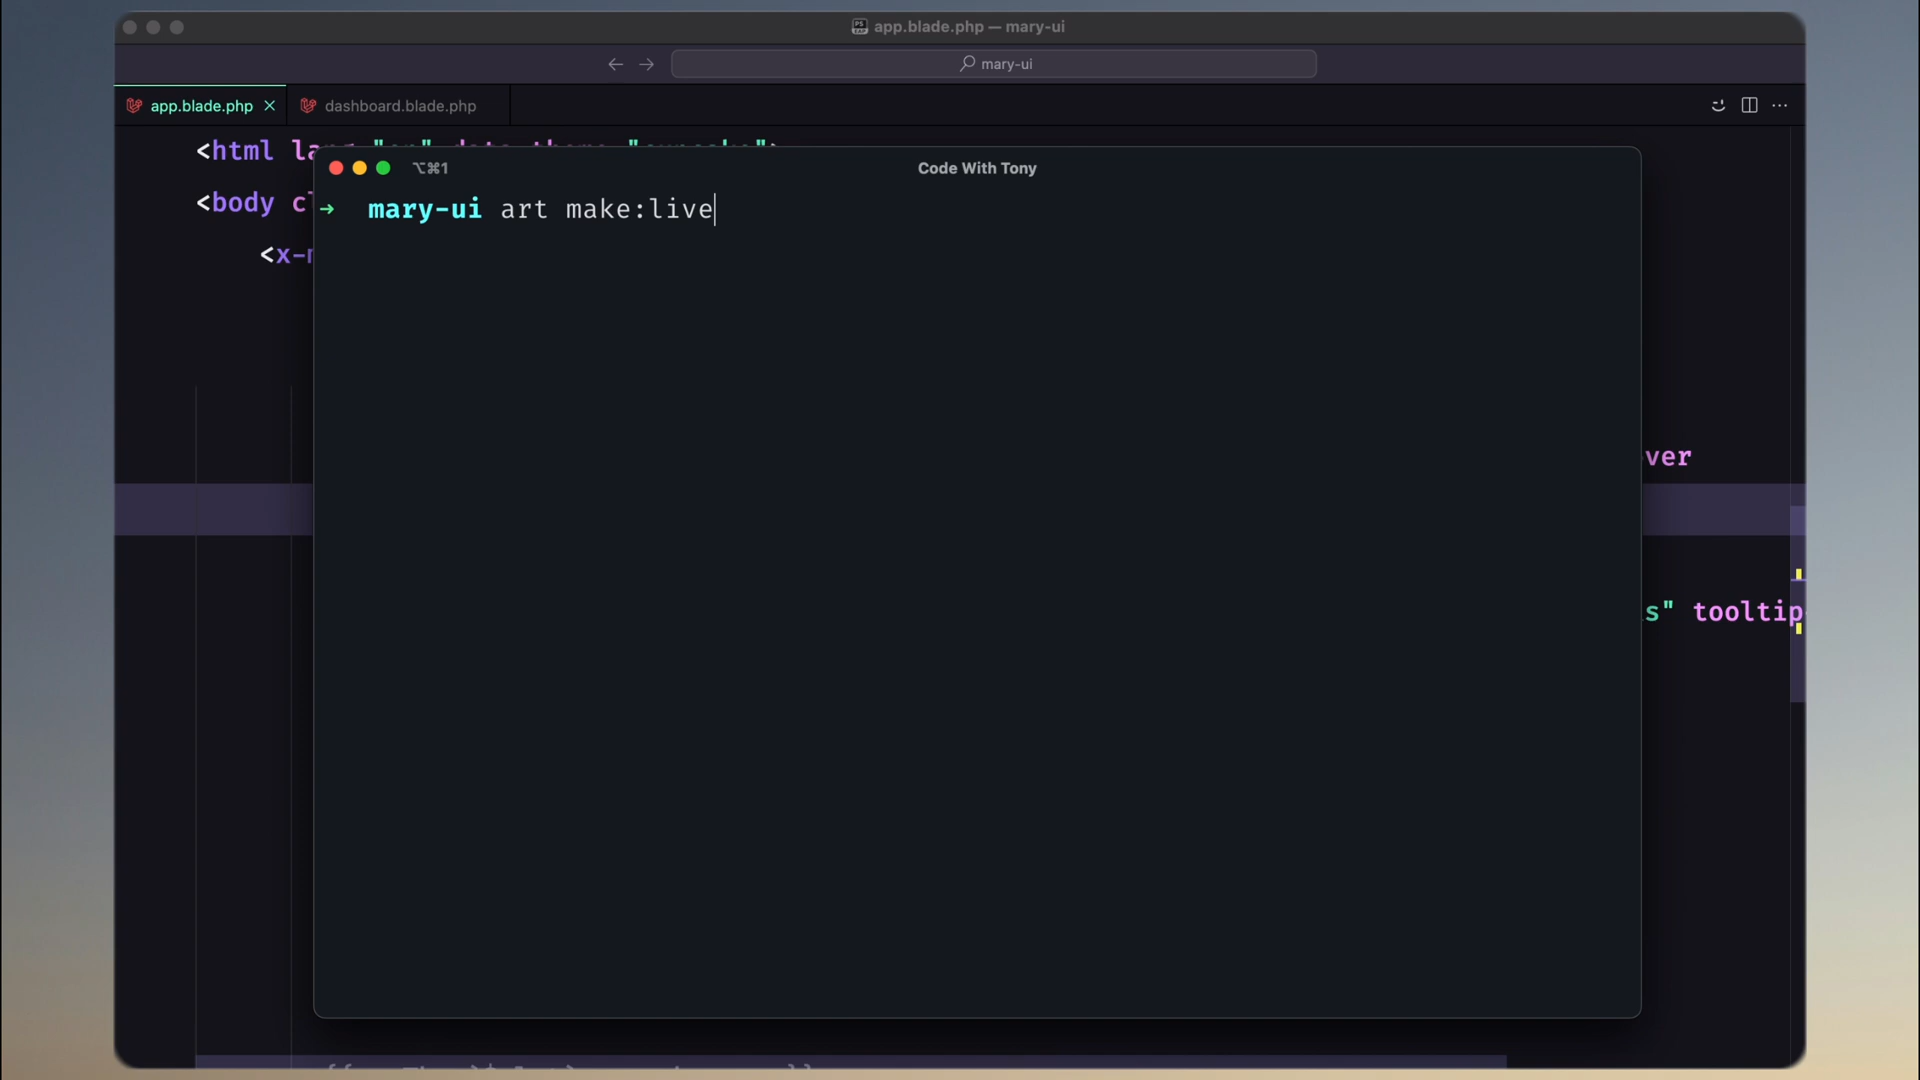 app.blade.php — mary-ui
mary-ui
app.blade.php
dashboard.blade.php
<html
<body
<x-
⌥⌘1
Code With Tony
➜ mary-ui art make:live
ver
s" tooltip